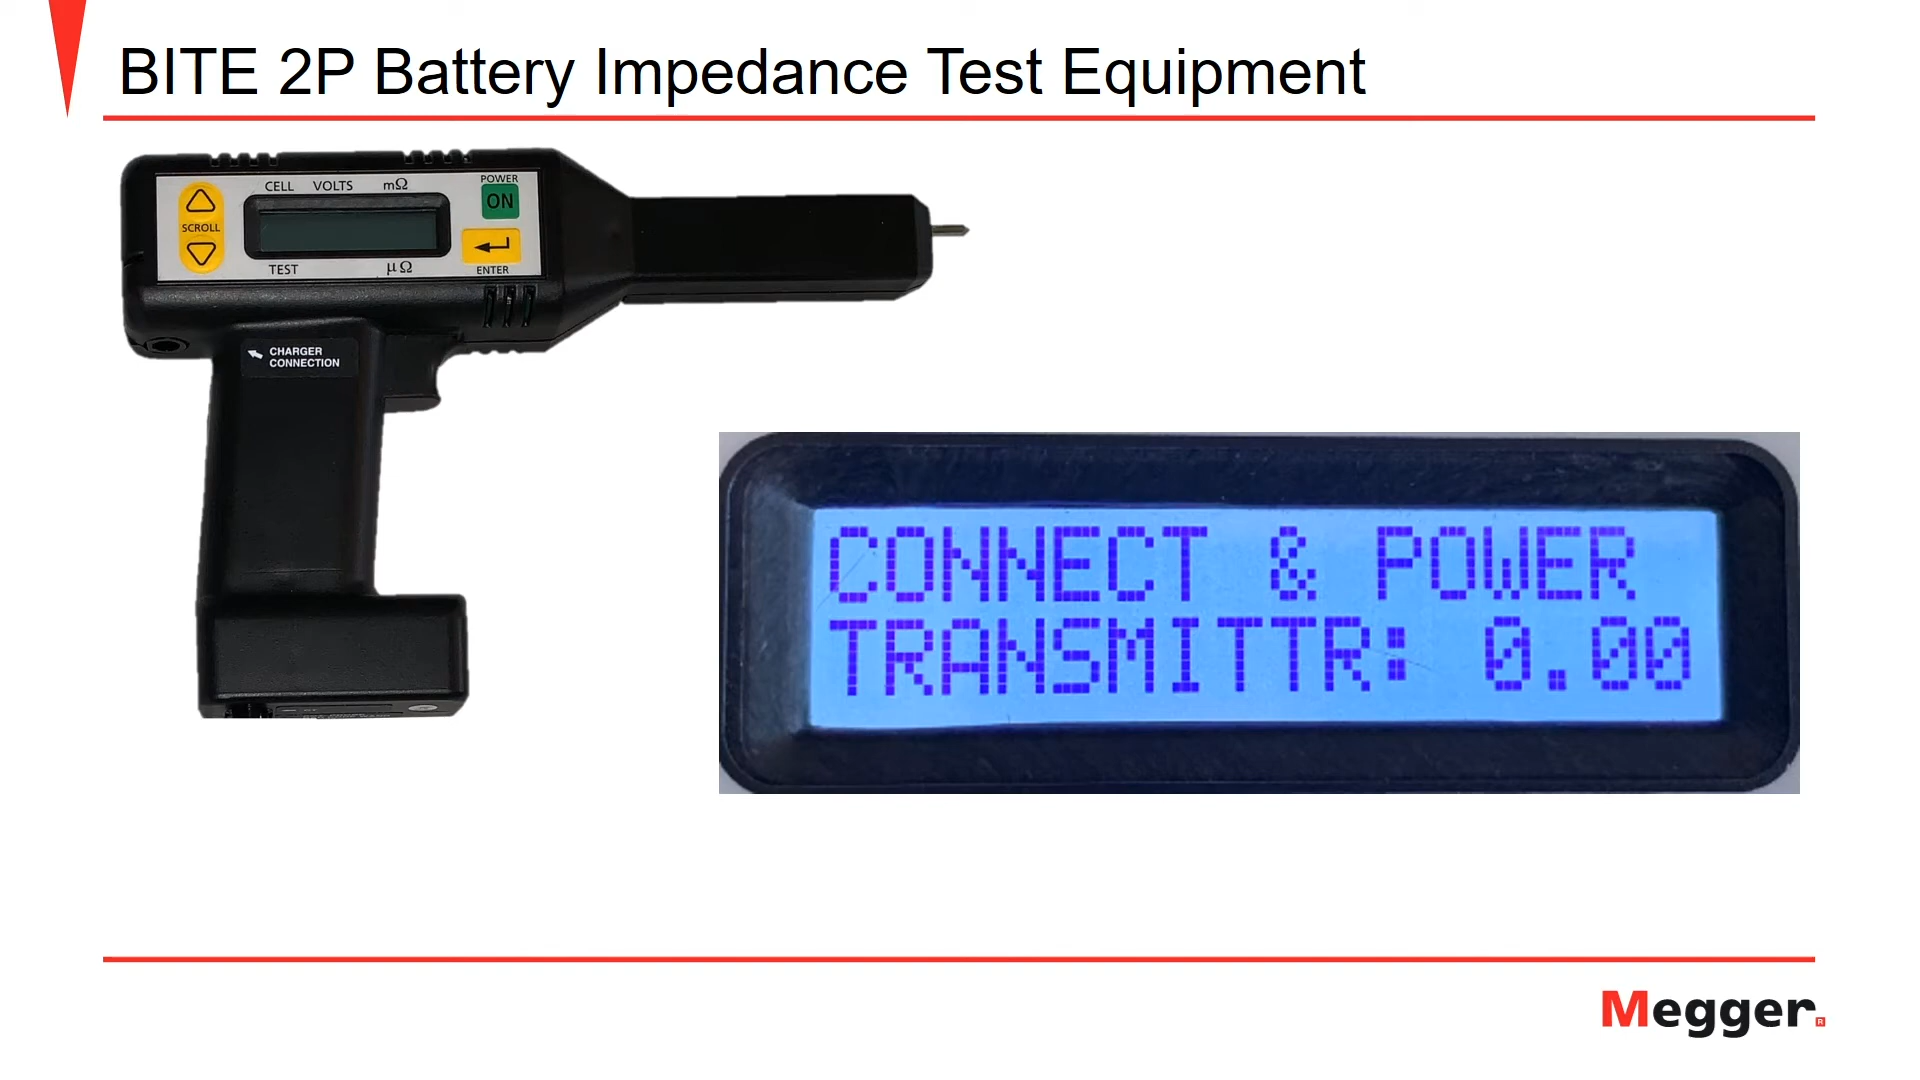 BITE 2P Battery Impedance Test Equipment
CELL VOLTS mΩ
POWER
ON
SCROLL
TEST μΩ
ENTER
CHARGER
CONNECTION
CONNECT & POWER
TRANSMITTR: 0.00
Megger